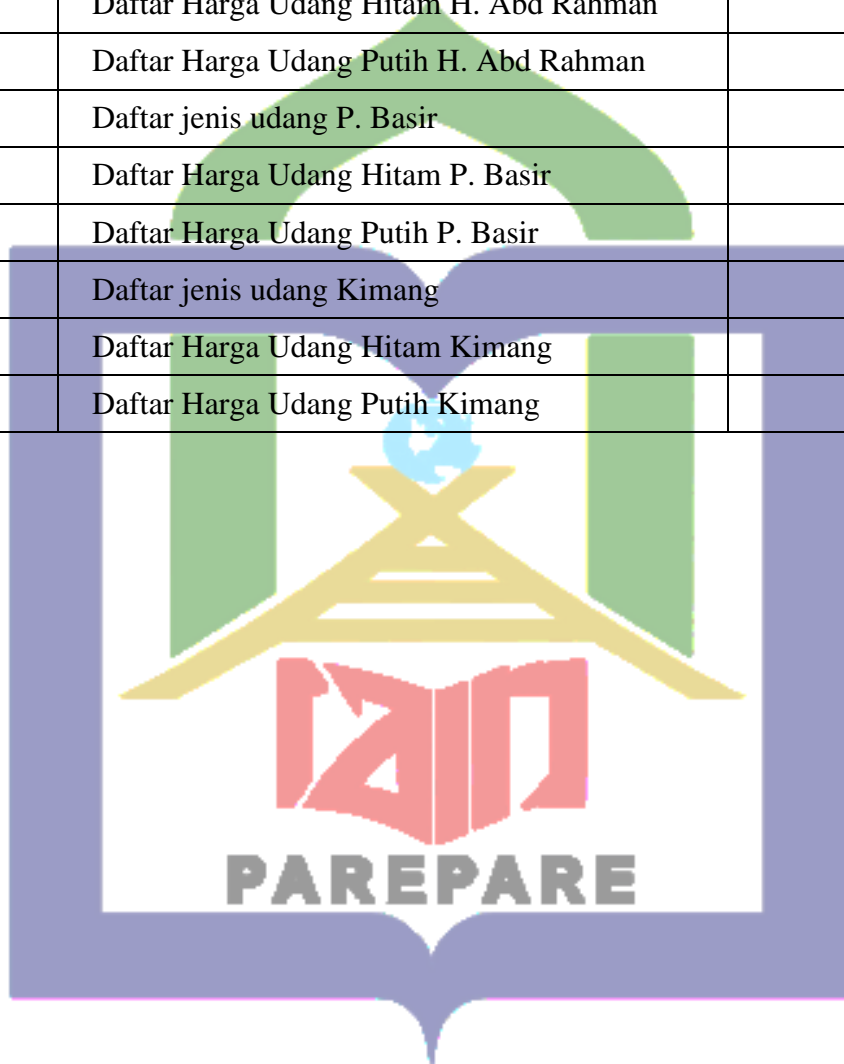 Daftar Harga Udang Hitam H. Abd Rahman
Daftar Harga Udang Putih H. Abd Rahman
Daftar jenis udang P. Basir
Daftar Harga Udang Hitam P. Basir
Daftar Harga Udang Putih P. Basir
Daftar jenis udang Kimang
Daftar Harga Udang Hitam Kimang
Daftar Harga Udang Putih Kimang
iain
PAREPARE